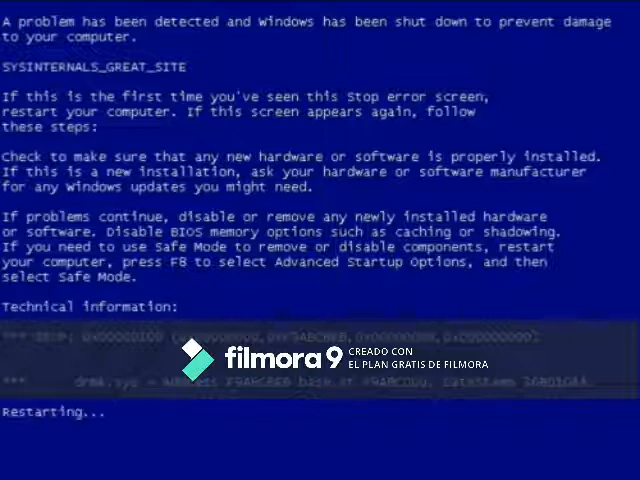 A problem has been detected and Windows has been shut down to prevent damage
to your computer.
SYSINTERNALS_GREAT_SITE
If this is the first time you've seen this Stop error screen,
restart your computer. If this screen appears again, follow
these steps:
Check to make sure that any new hardware or software is properly installed.
If this is a new installation, ask your hardware or software manufacturer
for any Windows updates you might need.
If problems continue, disable or remove any newly installed hardware
or software. Disable BIOS memory options such as caching or shadowing.
If you need to use Safe Mode to remove or disable components, restart
your computer, press F8 to select Advanced Startup Options, and then
select Safe Mode.
Technical information:
*** STOP:
filmora 9 CREADO CON
EL PLAN GRATIS DE FILMORA
***
Restarting...